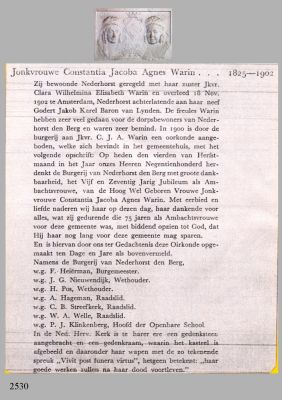 Jonkvrouwe Constantia Jacoba Agnes Warin . . . 1825—1902
Zij bewoonde Nederhorst geregeld met haar zuster Jkvr.
Clara Wilhelmina Elisabeth Warin en overleed 18 Nov.
1902 te Amsterdam, Nederhorst achterlatende aan haar neef
Godert Jakob Karel Baron van Lynden. De freules Warin
hebben zeer veel gedaan voor de dorpsbewoners van Neder-
horst den Berg en waren zeer bemind. In 1900 is door de
burgerij aan Jkvr. C. J. A. Warin een oorkonde aange-
boden, welke zich bevindt in het gemeentehuis, met het
volgende opschrift: Op heden den vierden van Herfst-
maand in het Jaar onzes Heeren Negentienhonderd her-
denkt de Burgerij van Nederhorst den Berg met groote dank-
baarheid, het Vijf en Zeventig Jarig Jubilum als Am-
bachtsvrouwe, van de Hoog Wel Geboren Vrouwe Jonk-
vrouwe Constantia Jacoba Agnes Warin. Met eerbied en
liefde naderen wij haar op dezen dag, haar dankende voor
alles, wat zij gedurende die 75 jaren als Ambachtsvrouwe
voor deze gemeente was, met biddend opzien tot God, dat
Hij haar nog lang voor deze gemeente mag sparen.
En is hiervan door ons ter Gedachtenis deze Oirkonde opge-
maakt ten Dage en Jare als bovenvermeld.
Namens de Burgerij van Nederhorst den Berg,
w.g. F. Heiërman, Burgemeester.
w.g. J. G. Nieuwendijk, Wethouder.
w.g. H. Pos, Wethouder.
w.g. A. Hageman, Raadslid.
w.g. C. B. Streefkerk, Raadslid.
w.g. W. A. Welle, Raadslid.
w.g. P. J. Klinkenberg, Hoofd der Openbare School
In de Ned. Herv. Kerk is te harer eere een gedenksteen
aangebracht en een gedenkraam, waarin het kasteel is
afgebeeld en daaronder haar wapen met de zo tekenende
spreuk „Vivit post funera virtus", hetgeen betekent: „haar
goede werken zullen na haar dood voortleven."
2530